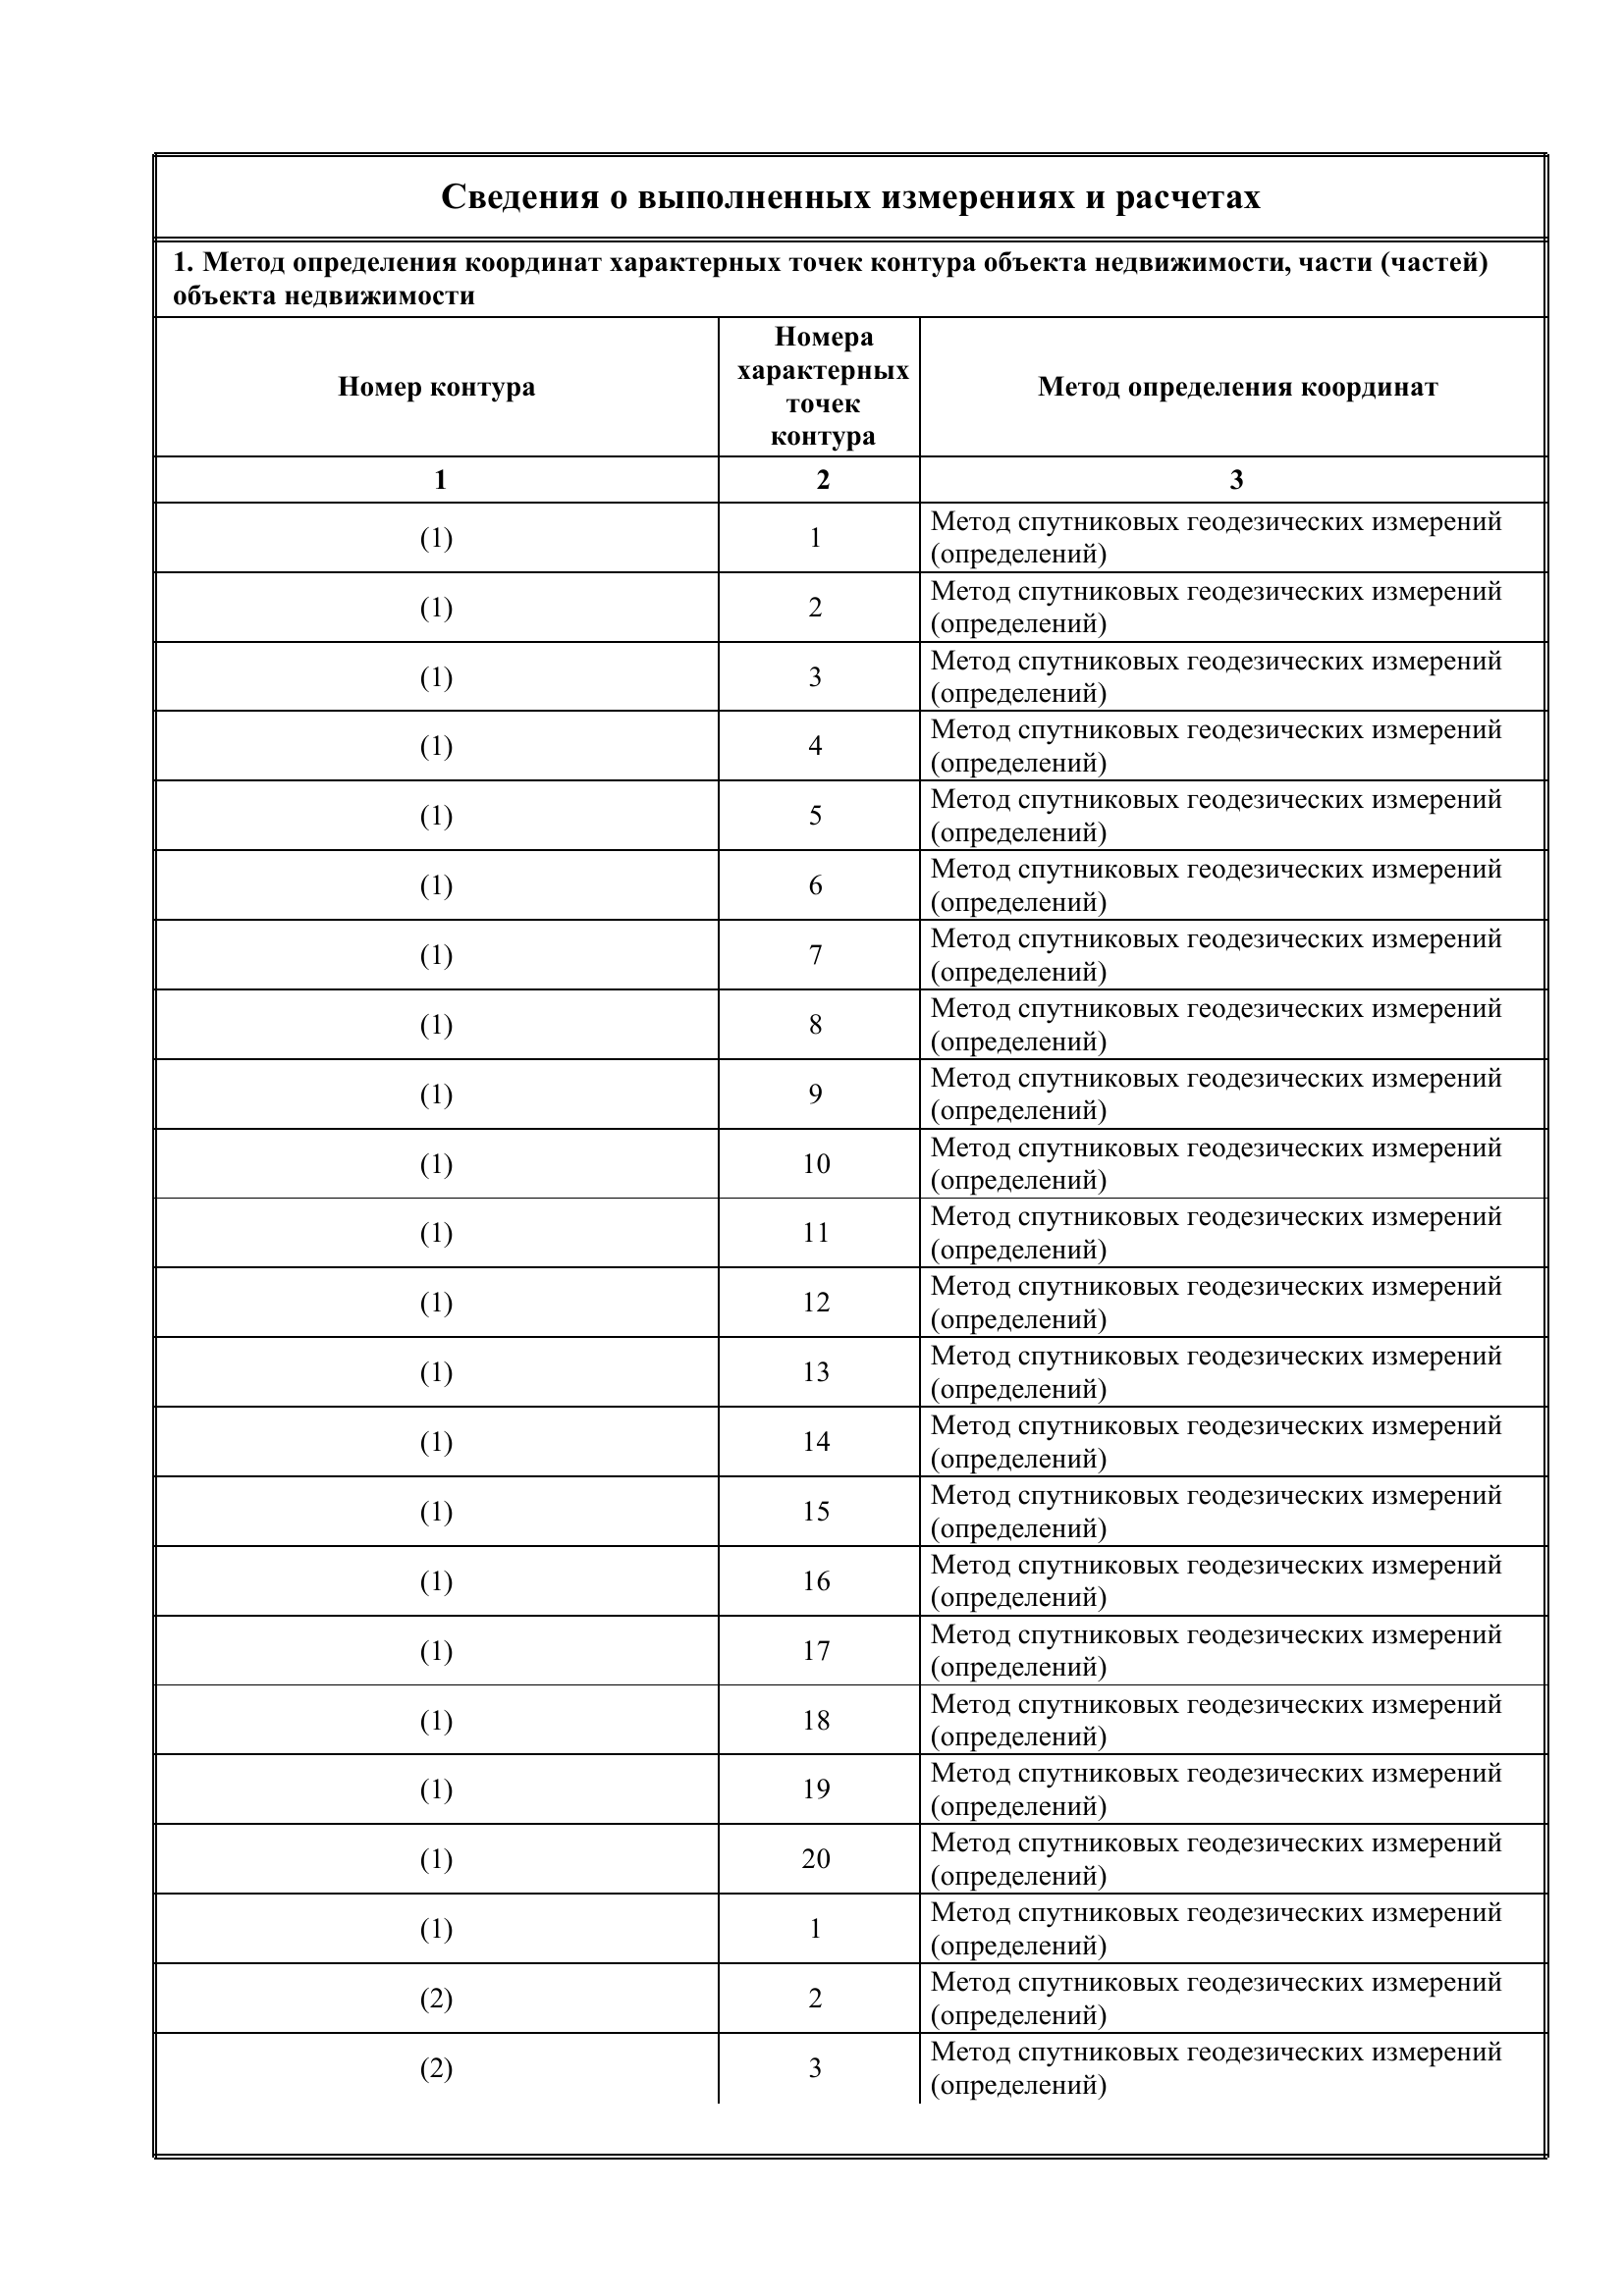 Сведения о выполненных измерениях и расчетах
1. Метод определения координат характерных точек контура объекта недвижимости, части (частей)
объекта недвижимости
Номер контура
Номера
характерных
точек
контура
Метод определения координат
1 2 3
(1) 1 Метод спутниковых геодезических измерений
(определений)
(1) 2 Метод спутниковых геодезических измерений
(определений)
(1) 3 Метод спутниковых геодезических измерений
(определений)
(1) 4 Метод спутниковых геодезических измерений
(определений)
(1) 5 Метод спутниковых геодезических измерений
(определений)
(1) 6 Метод спутниковых геодезических измерений
(определений)
(1) 7 Метод спутниковых геодезических измерений
(определений)
(1) 8 Метод спутниковых геодезических измерений
(определений)
(1) 9 Метод спутниковых геодезических измерений
(определений)
(1) 10 Метод спутниковых геодезических измерений
(определений)
(1) 11 Метод спутниковых геодезических измерений
(определений)
(1) 12 Метод спутниковых геодезических измерений
(определений)
(1) 13 Метод спутниковых геодезических измерений
(определений)
(1) 14 Метод спутниковых геодезических измерений
(определений)
(1) 15 Метод спутниковых геодезических измерений
(определений)
(1) 16 Метод спутниковых геодезических измерений
(определений)
(1) 17 Метод спутниковых геодезических измерений
(определений)
(1) 18 Метод спутниковых геодезических измерений
(определений)
(1) 19 Метод спутниковых геодезических измерений
(определений)
(1) 20 Метод спутниковых геодезических измерений
(определений)
(1) 1 Метод спутниковых геодезических измерений
(определений)
(2) 2 Метод спутниковых геодезических измерений
(определений)
(2) 3 Метод спутниковых геодезических измерений
(определений)